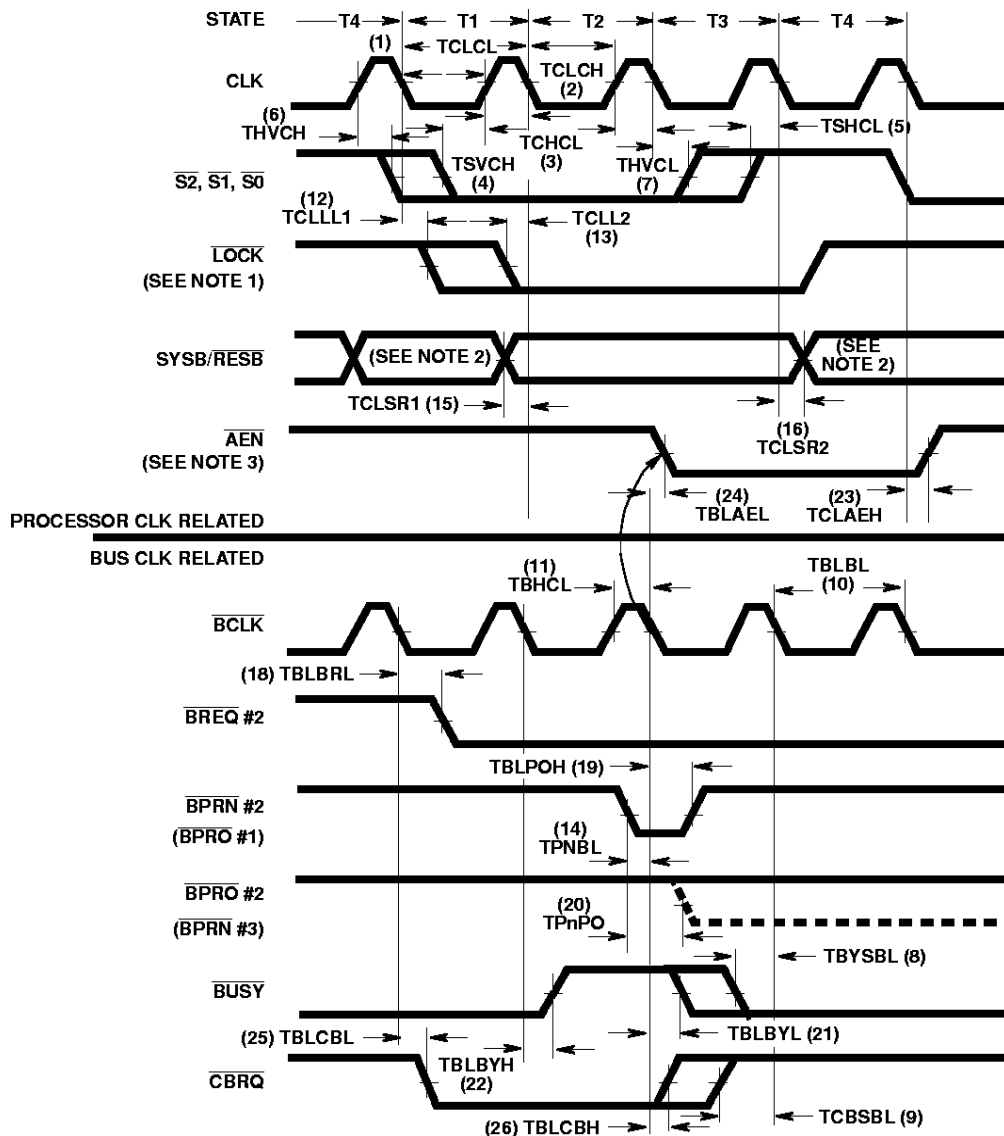 STATE T4 T1 T2 T3 T4
(1)
TCLCL
CLK
TCLCH
(2)
(6)
THVCH
TSHCL (5)
TCHCL
(3)
TSVCH
(4)
THVCL
(7)
S2, S1, S0
(12)
TCLLL1
TCLL2
(13)
LOCK
(SEE NOTE 1)
SYSB/RESB
(SEE NOTE 2)
(SEE
NOTE 2)
TCLSR1 (15)
(16)
TCLSR2
AEN
(SEE NOTE 3)
(24)
TBLAEL
(23)
TCLAEH
PROCESSOR CLK RELATED
BUS CLK RELATED
(11)
TBHCL
TBLBL
(10)
BCLK
(18) TBLBRL
BREQ #2
TBLPOH (19)
BPRN #2
(BPRO #1)
(14)
TPNBL
BPRO #2
(BPRN #3)
(20)
TPnPO
TBYSBL (8)
BUSY
(25) TBLCBL
TBLBYL (21)
TBLBYH
(22)
CBRQ
TCBSBL (9)
(26) TBLCBH